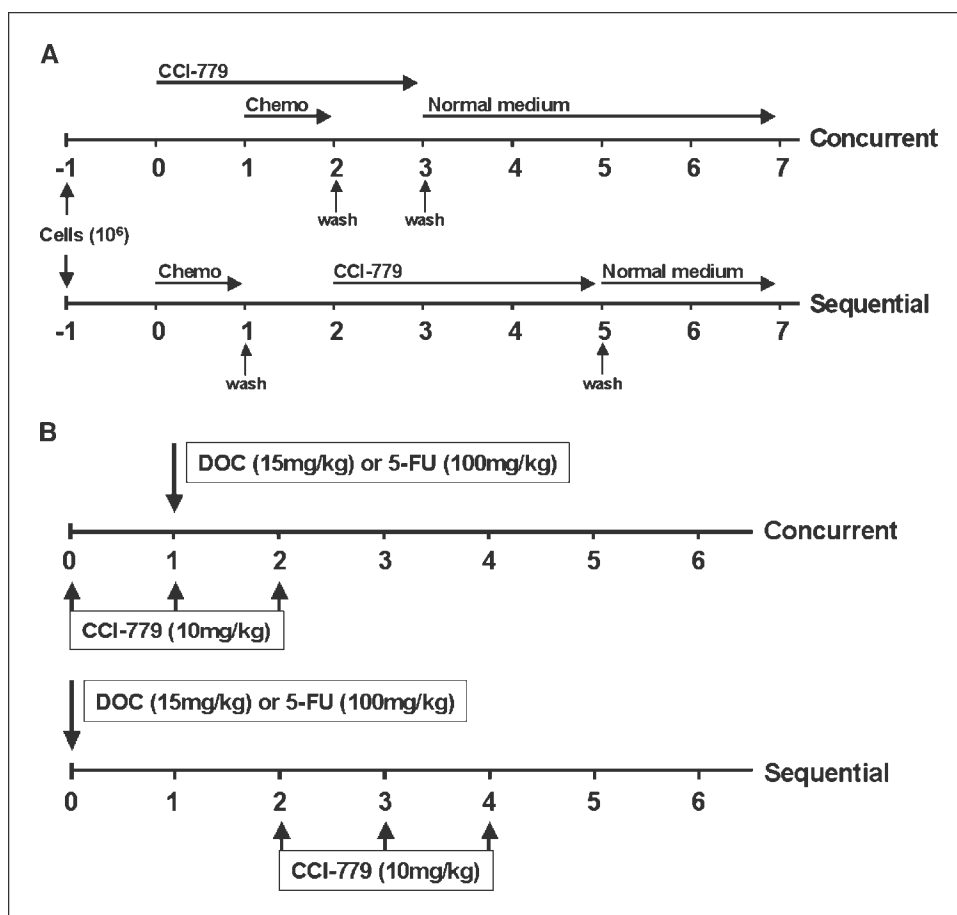 A
CCI-779
Chemo
Normal medium
Concurrent
-1 0 1 2 3 4 5 6 7
wash wash
Cells (10⁶)
Chemo
CCI-779
Normal medium
Sequential
-1 0 1 2 3 4 5 6 7
wash wash
B
DOC (15mg/kg) or 5-FU (100mg/kg)
Concurrent
0 1 2 3 4 5 6
CCI-779 (10mg/kg)
DOC (15mg/kg) or 5-FU (100mg/kg)
Sequential
0 1 2 3 4 5 6
CCI-779 (10mg/kg)